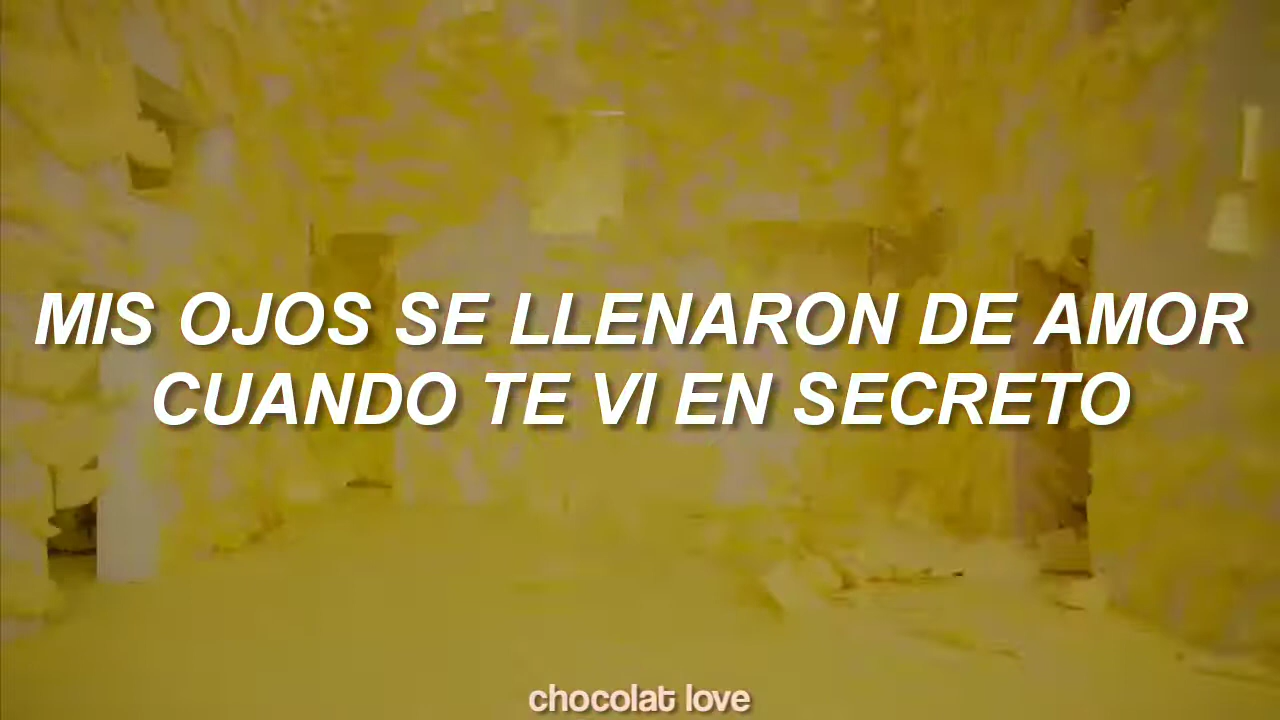 MIS OJOS SE LLENARON DE AMOR
CUANDO TE VI EN SECRETO
chocolat love